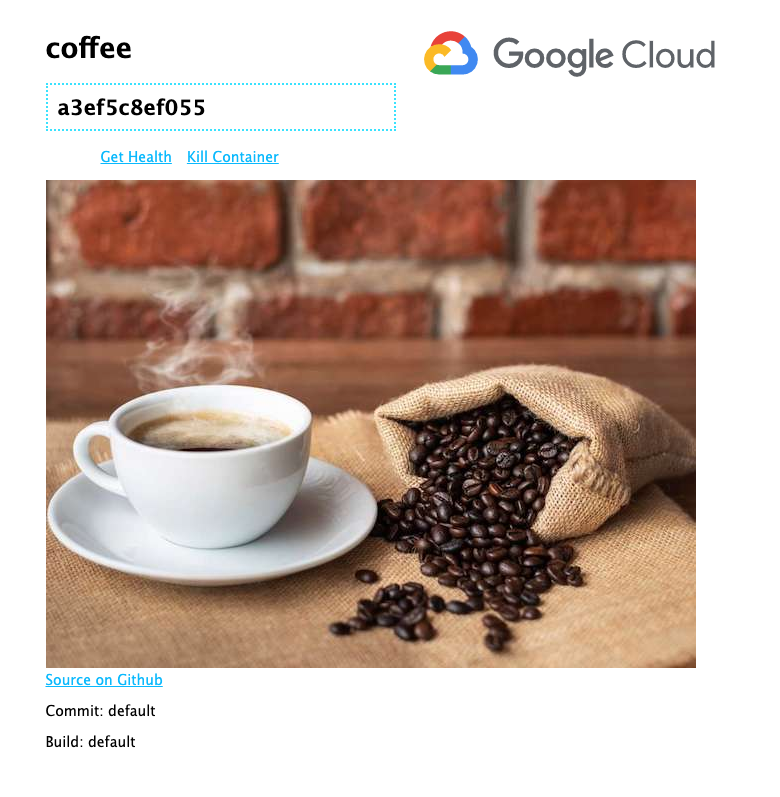 coffee
Google Cloud
a3ef5c8ef055
Get Health Kill Container
Source on Github
Commit: default
Build: default